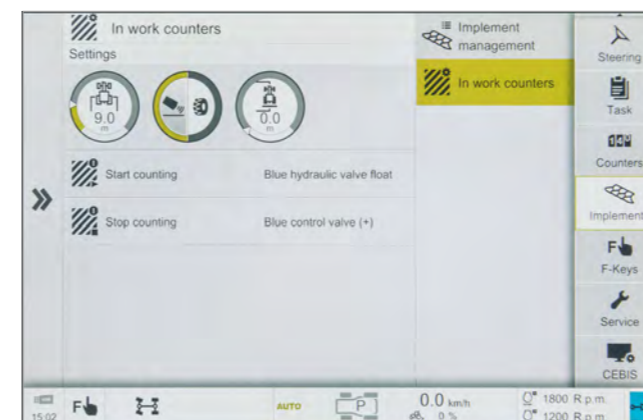 In work counters
Settings
9.0
m
0.0
m
Start counting
Blue hydraulic valve float
Stop counting
Blue control valve (+)
Implement
management
In work counters
Steering
Task
Counters
Implement
F
F-Keys
Service
CEBIS
15:02
F
AUTO
P
0.0 km/h
0 %
1800 R.p.m.
1200 R.p.m.